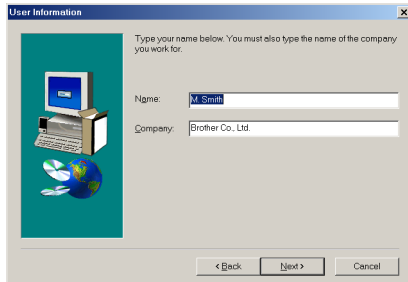 User Information
Type your name below. You must also type the name of the company
you work for.
Name: M. Smith
Company: Brother Co., Ltd.
< Back Next > Cancel